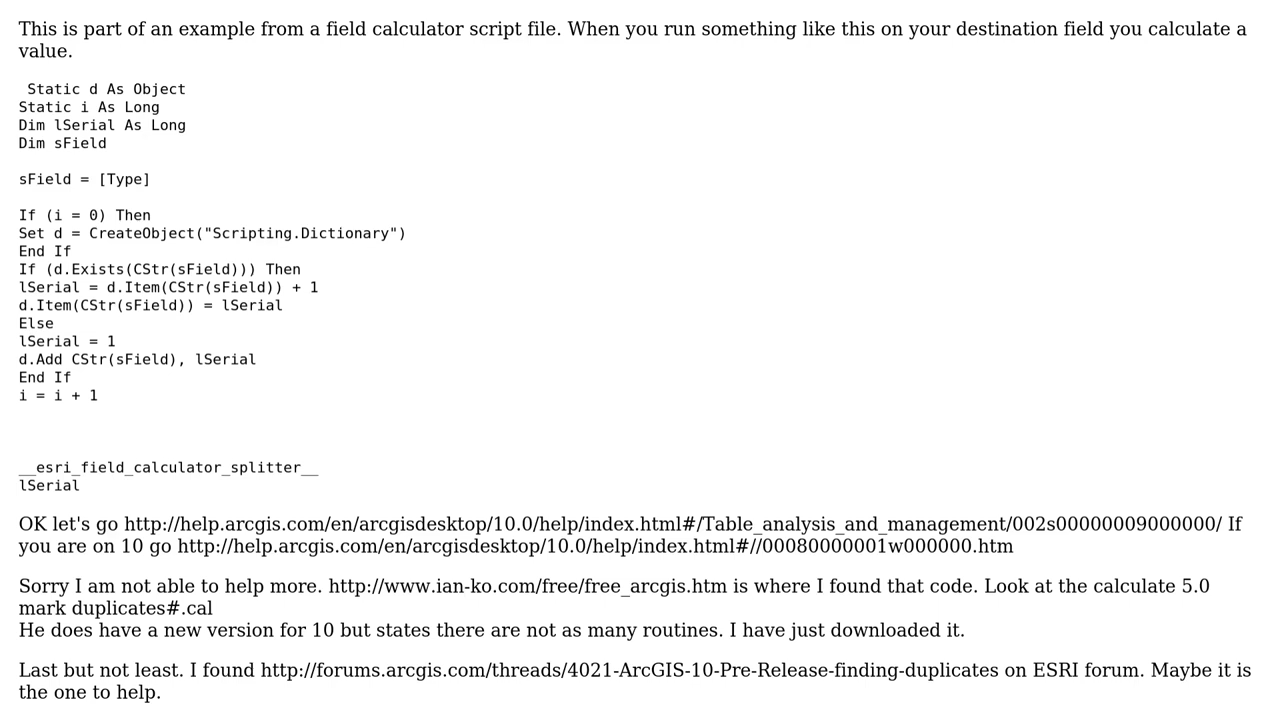 This is part of an example from a field calculator script file. When you run something like this on your destination field you calculate a
value.
Static d As Object
Static i As Long
Dim lSerial As Long
Dim sField
sField = [Type]
If (i = 0) Then
Set d = CreateObject("Scripting.Dictionary")
End If
If (d.Exists(CStr(sField))) Then
lSerial = d.Item(CStr(sField)) + 1
d.Item(CStr(sField)) = lSerial
Else
lSerial = 1
d.Add CStr(sField), lSerial
End If
i = i + 1
__esri_field_calculator_splitter__
lSerial
OK let's go http://help.arcgis.com/en/arcgisdesktop/10.0/help/index.html#/Table_analysis_and_management/002s00000009000000/ If
you are on 10 go http://help.arcgis.com/en/arcgisdesktop/10.0/help/index.html#//00080000001w000000.htm
Sorry I am not able to help more. http://www.ian-ko.com/free/free_arcgis.htm is where I found that code. Look at the calculate 5.0
mark duplicates#.cal
He does have a new version for 10 but states there are not as many routines. I have just downloaded it.
Last but not least. I found http://forums.arcgis.com/threads/4021-ArcGIS-10-Pre-Release-finding-duplicates on ESRI forum. Maybe it is
the one to help.